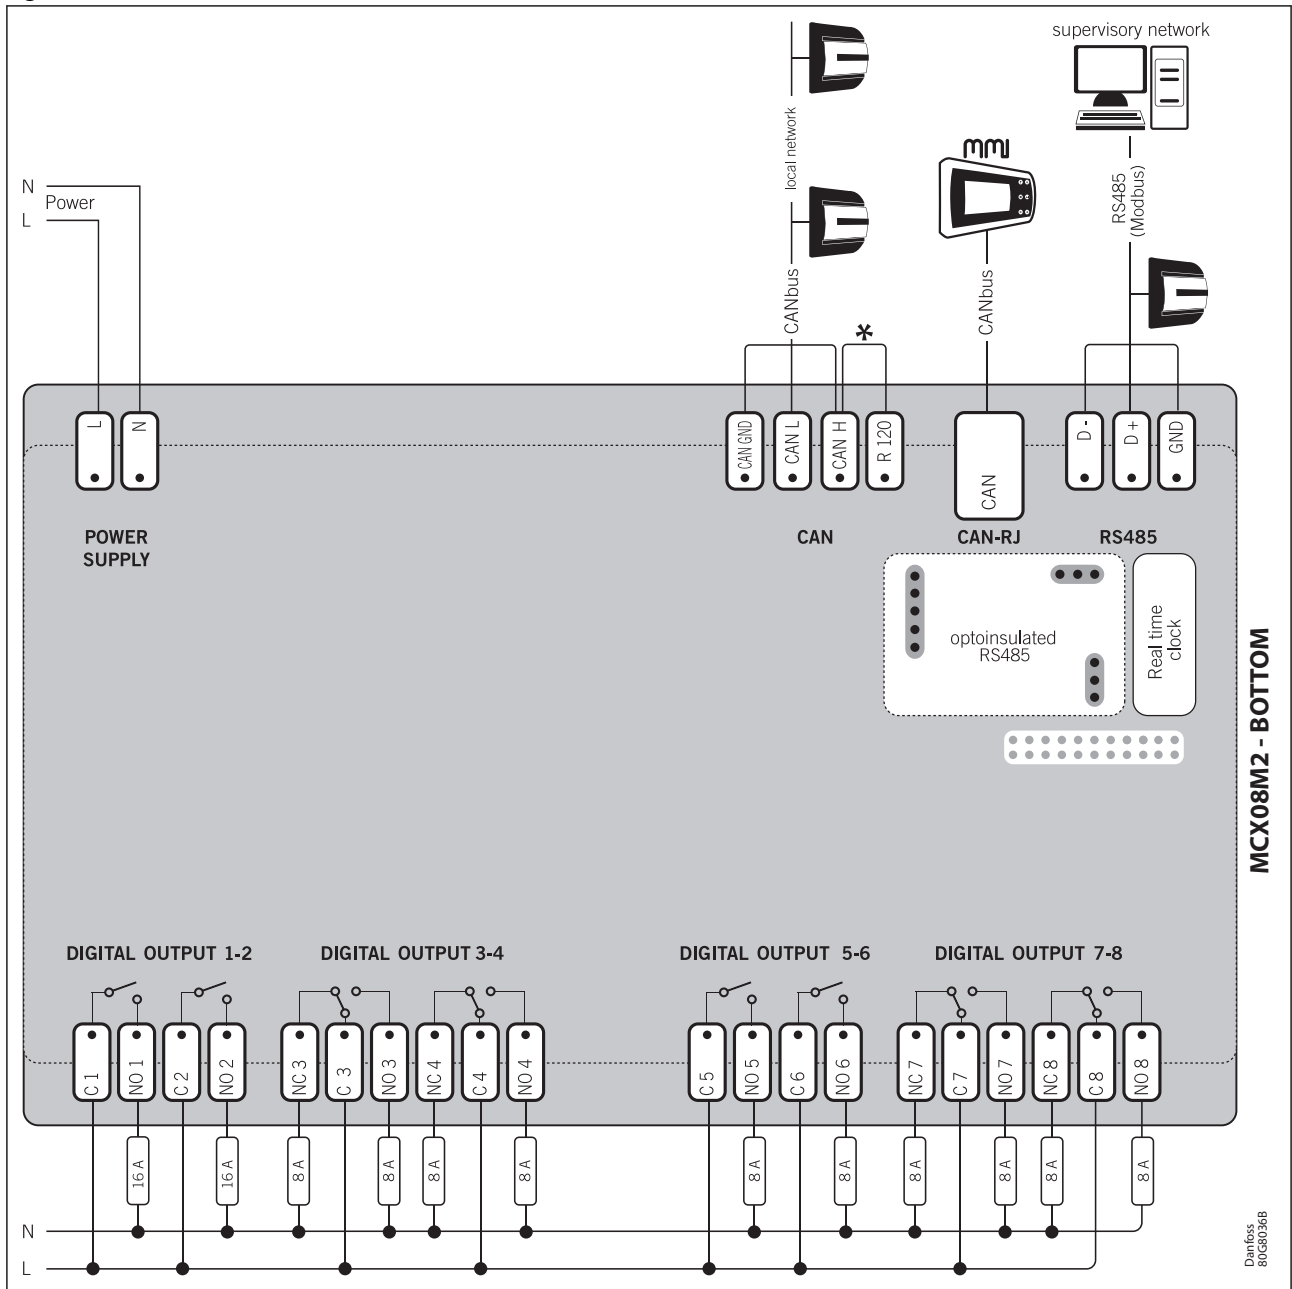 supervisory network
local network
mmi
RS485
(Modbus)
N
Power
L
CANbus
*
CANbus
L
N
CAN GND
CAN L
CAN H
R 120
CAN
D -
D +
GND
POWER
SUPPLY
CAN
CAN-RJ
RS485
optoinsulated
RS485
Real time
clock
MCX08M2 - BOTTOM
DIGITAL OUTPUT 1-2
DIGITAL OUTPUT 3-4
DIGITAL OUTPUT 5-6
DIGITAL OUTPUT 7-8
C 1
NO 1
C 2
NO 2
NC 3
C 3
NO 3
NC 4
C 4
NO 4
C 5
NO 5
C 6
NO 6
NC 7
C 7
NO 7
NC 8
C 8
NO 8
16 A
16 A
8 A
8 A
8 A
8 A
8 A
8 A
8 A
8 A
8 A
8 A
N
L
Danfoss
80G8036B